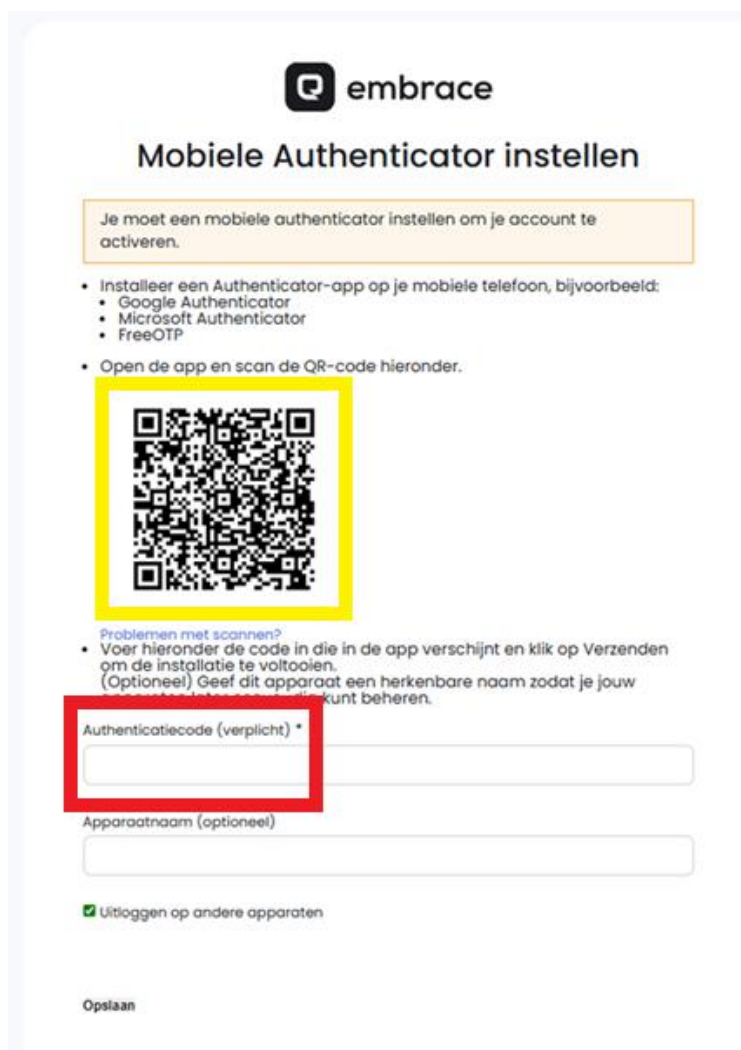 embrace
Mobiele Authenticator instellen
Je moet een mobiele authenticator instellen om je account te
activeren.
• Installeer een Authenticator-app op je mobiele telefoon, bijvoorbeeld:
• Google Authenticator
• Microsoft Authenticator
• FreeOTP
• Open de app en scan de QR-code hieronder.
Problemen met scannen?
• Voer hieronder de code in die in de app verschijnt en klik op Verzenden
om de installatie te voltooien.
(Optioneel) Geef dit apparaat een herkenbare naam zodat je jouw
kunt beheren.
Authenticatiecode (verplicht) *
Apparaatnaam (optioneel)
Uitloggen op andere apparaten
Opslaan